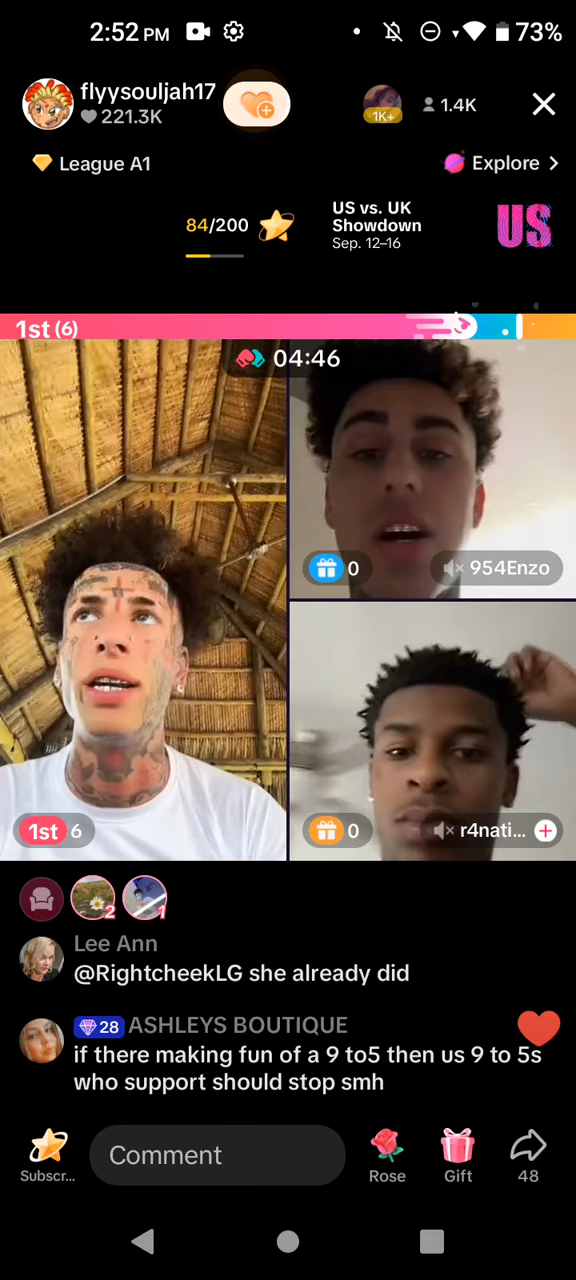 2:52 PM
73%
flyysouljah17
221.3K
1K+
1.4K
League A1
Explore
84/200
US vs. UK
Showdown
Sep. 12–16
US
1st (6)
04:46
0
954Enzo
1st 6
0
r4nati...
2
1
Lee Ann
@RightcheekLG she already did
28 ASHLEYS BOUTIQUE
if there making fun of a 9 to5 then us 9 to 5s
who support should stop smh
Comment
Subscr...
Rose
Gift
48